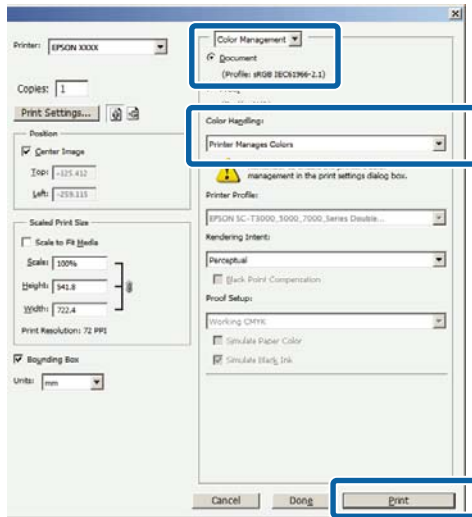 Printer: EPSON XXXX
Copies: 1
Print Settings...
Position
Center Image
Top: -125.412
Left: -259.115
Scaled Print Size
Scale to Fit Media
Scale: 100%
Height: 541.8
Width: 722.4
Print Resolution: 72 PPI
Bounding Box
Units: mm
Color Management
Document
(Profile: sRGB IEC61966-2.1)
Color Handling:
Printer Manages Colors
management in the print settings dialog box.
Printer Profile:
EPSON SC-T3000_5000_7000_Series Double...
Rendering Intent:
Perceptual
Black Point Compensation
Proof Setup:
Working CMYK
Simulate Paper Color
Simulate Black Ink
Cancel
Done
Print